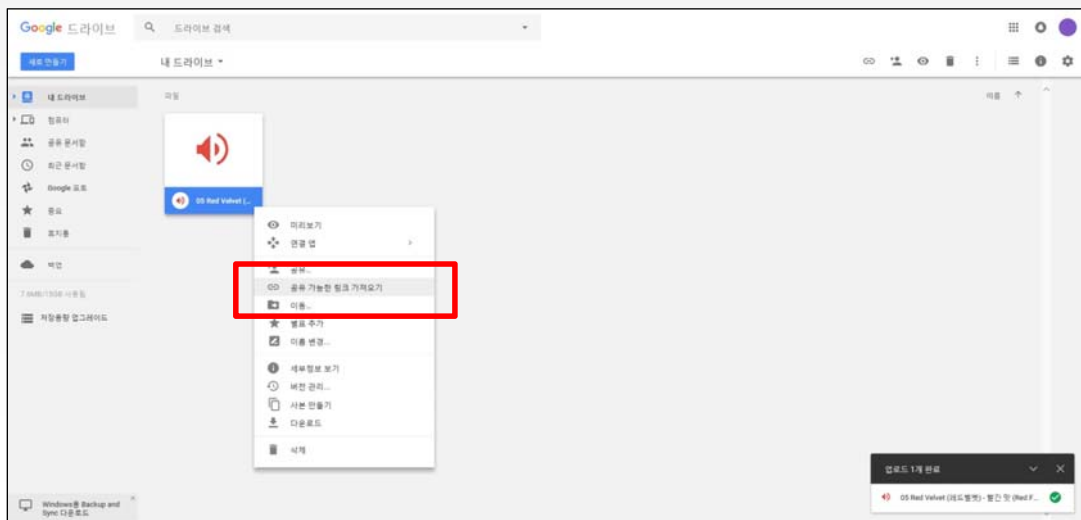 Google 드라이브
드라이브 검색
새로 만들기
내 드라이브
내 드라이브
컴퓨터
공유 문서함
최근 문서함
Google 포토
중요
휴지통
백업
7.6MB/15GB 사용됨
저장용량 업그레이드
Windows용 Backup and
Sync 다운로드
파일
이름
05 Red Velvet (...
미리보기
연결 앱
공유...
공유 가능한 링크 가져오기
이동...
별표 추가
이름 변경...
세부정보 보기
버전 관리...
사본 만들기
다운로드
삭제
업로드 1개 완료
05 Red Velvet (레드벨벳) - 빨간 맛 (Red F...